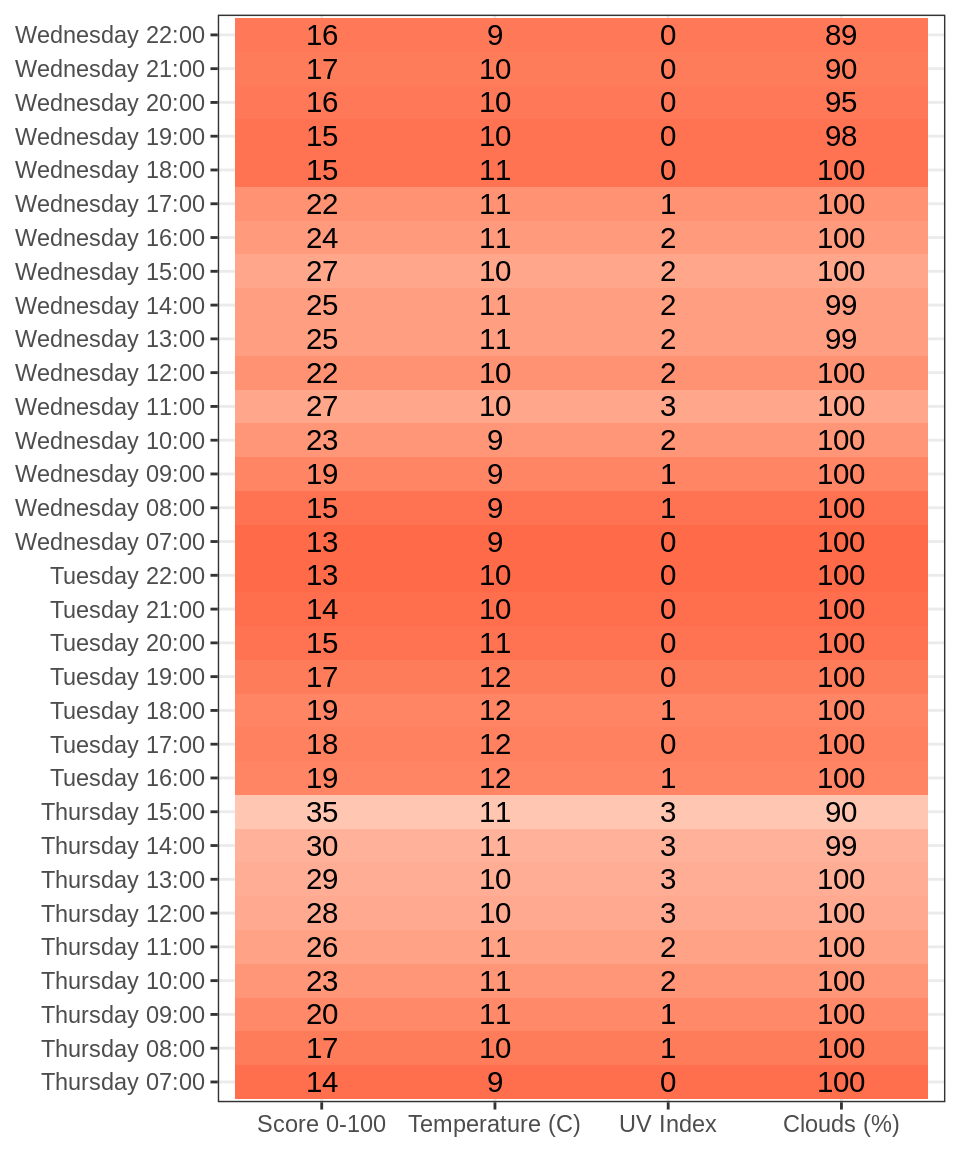 Wednesday 22:00 16 9 0 89
Wednesday 21:00 17 10 0 90
Wednesday 20:00 16 10 0 95
Wednesday 19:00 15 10 0 98
Wednesday 18:00 15 11 0 100
Wednesday 17:00 22 11 1 100
Wednesday 16:00 24 11 2 100
Wednesday 15:00 27 10 2 100
Wednesday 14:00 25 11 2 99
Wednesday 13:00 25 11 2 99
Wednesday 12:00 22 10 2 100
Wednesday 11:00 27 10 3 100
Wednesday 10:00 23 9 2 100
Wednesday 09:00 19 9 1 100
Wednesday 08:00 15 9 1 100
Wednesday 07:00 13 9 0 100
Tuesday 22:00 13 10 0 100
Tuesday 21:00 14 10 0 100
Tuesday 20:00 15 11 0 100
Tuesday 19:00 17 12 0 100
Tuesday 18:00 19 12 1 100
Tuesday 17:00 18 12 0 100
Tuesday 16:00 19 12 1 100
Thursday 15:00 35 11 3 90
Thursday 14:00 30 11 3 99
Thursday 13:00 29 10 3 100
Thursday 12:00 28 10 3 100
Thursday 11:00 26 11 2 100
Thursday 10:00 23 11 2 100
Thursday 09:00 20 11 1 100
Thursday 08:00 17 10 1 100
Thursday 07:00 14 9 0 100
Score 0-100 Temperature (C) UV Index Clouds (%)